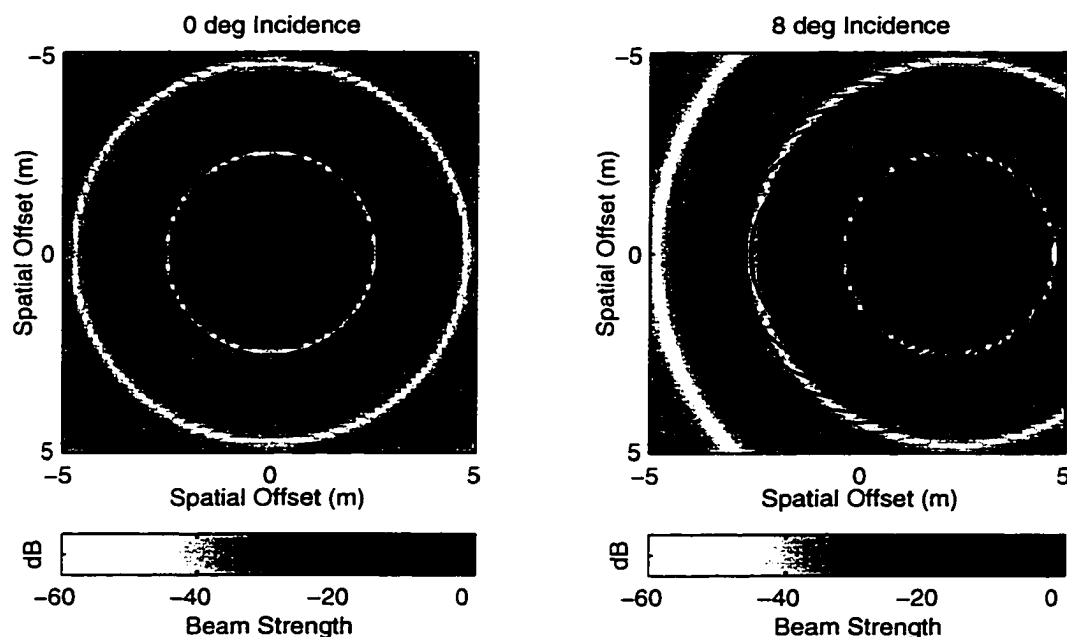 0 deg Incidence
-5
0
5
Spatial Offset (m)
-5 0 5
Spatial Offset (m)
dB
-60 -40 -20 0
Beam Strength
8 deg Incidence
-5
0
5
Spatial Offset (m)
-5 0 5
Spatial Offset (m)
dB
-60 -40 -20 0
Beam Strength